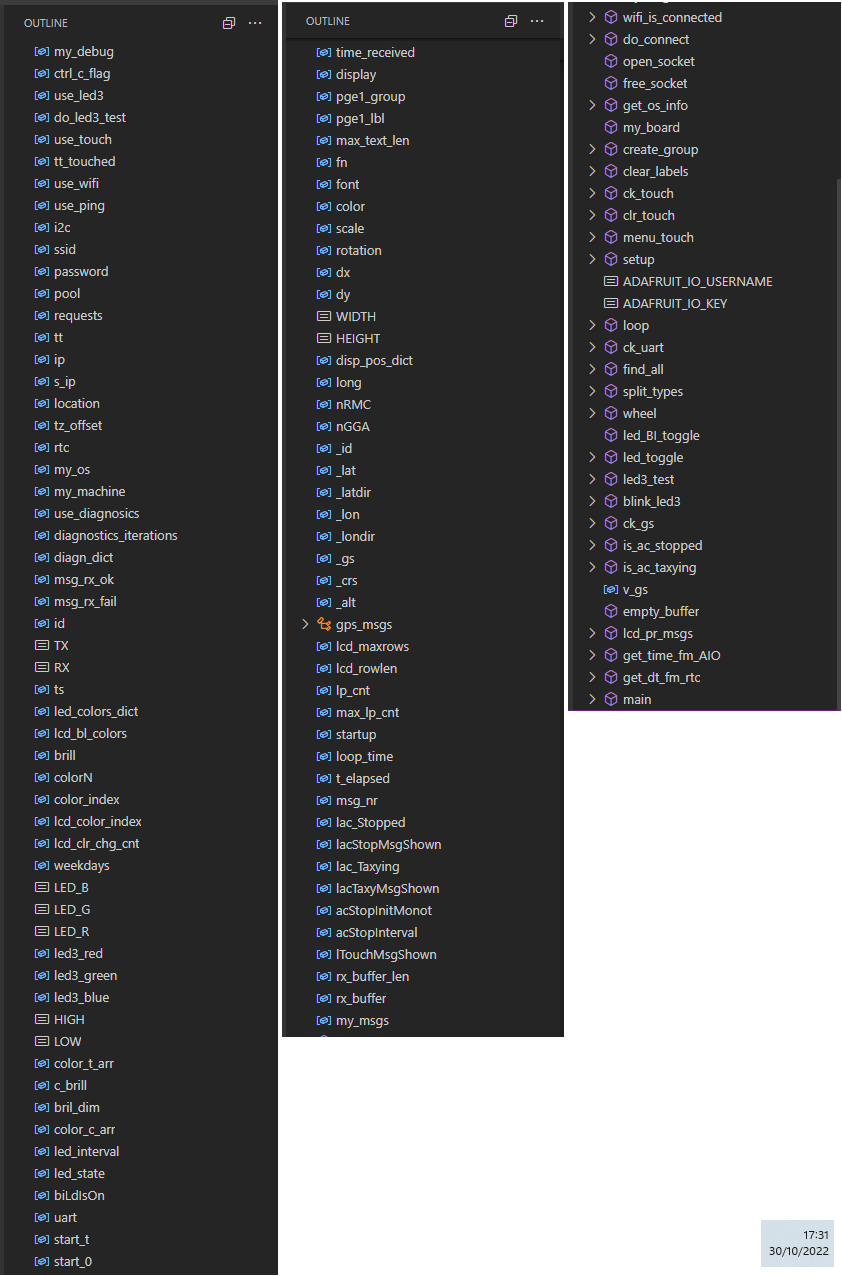 OUTLINE
my_debug
ctrl_c_flag
use_led3
do_led3_test
use_touch
tt_touched
use_wifi
use_ping
i2c
ssid
password
pool
requests
tt
ip
s_ip
location
tz_offset
rtc
my_os
my_machine
use_diagnosics
diagnostics_iterations
diagn_dict
msg_rx_ok
msg_rx_fail
id
TX
RX
ts
led_colors_dict
lcd_bl_colors
brill
colorN
color_index
lcd_color_index
lcd_clr_chg_cnt
weekdays
LED_B
LED_G
LED_R
led3_red
led3_green
led3_blue
HIGH
LOW
color_t_arr
c_brill
bril_dim
color_c_arr
led_interval
led_state
biLdIsOn
uart
start_t
start_0
OUTLINE
time_received
display
pge1_group
pge1_lbl
max_text_len
fn
font
color
scale
rotation
dx
dy
WIDTH
HEIGHT
disp_pos_dict
long
nRMC
nGGA
_id
_lat
_latdir
_lon
_londir
_gs
_crs
_alt
gps_msgs
lcd_maxrows
lcd_rowlen
lp_cnt
max_lp_cnt
startup
loop_time
t_elapsed
msg_nr
lac_Stopped
lacStopMsgShown
lac_Taxying
lacTaxyMsgShown
acStopInitMonot
acStopInterval
lTouchMsgShown
rx_buffer_len
rx_buffer
my_msgs
wifi_is_connected
do_connect
open_socket
free_socket
get_os_info
my_board
create_group
clear_labels
ck_touch
clr_touch
menu_touch
setup
ADAFRUIT_IO_USERNAME
ADAFRUIT_IO_KEY
loop
ck_uart
find_all
split_types
wheel
led_BI_toggle
led_toggle
led3_test
blink_led3
ck_gs
is_ac_stopped
is_ac_taxying
v_gs
empty_buffer
lcd_pr_msgs
get_time_fm_AIO
get_dt_fm_rtc
main
17:31
30/10/2022